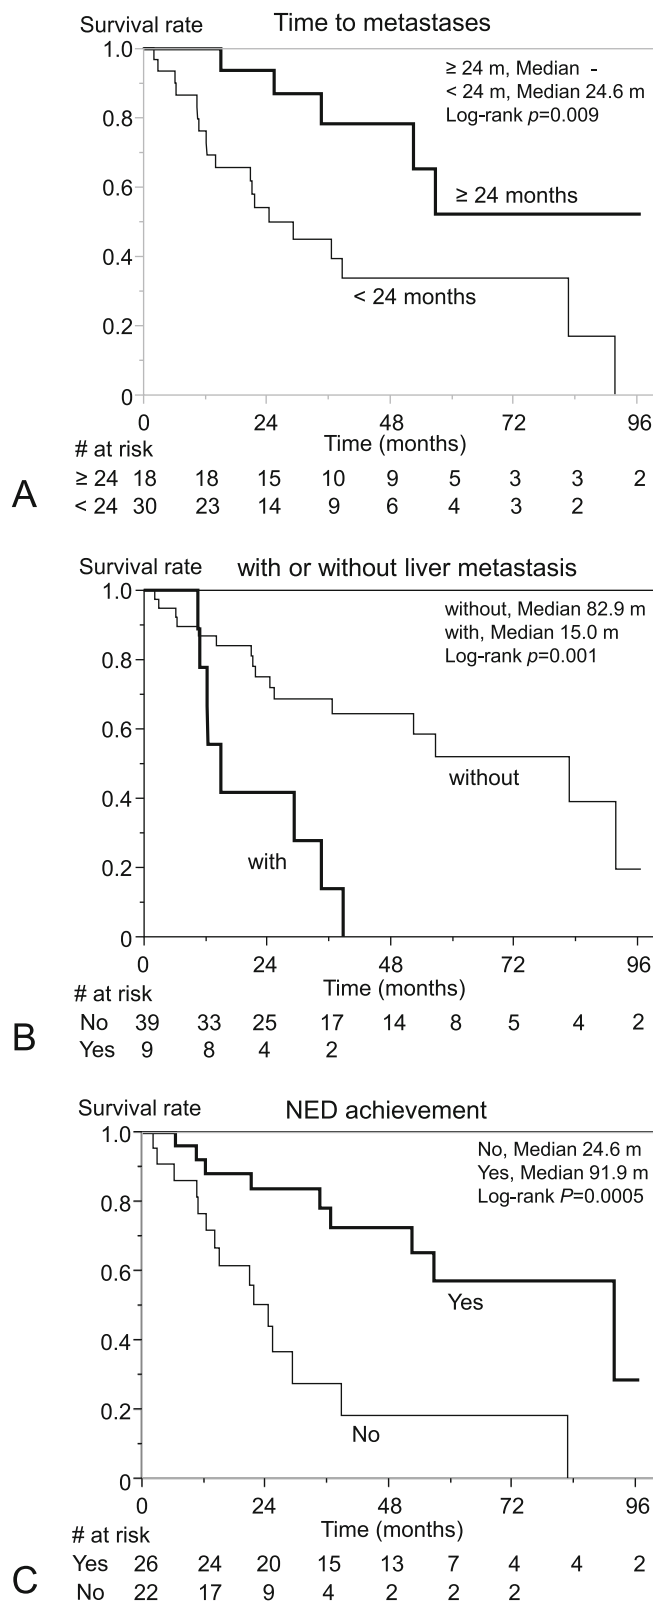 Survival rate Time to metastases
1.0
≥ 24 m, Median -
< 24 m, Median 24.6 m
Log-rank p=0.009
0.8
0.6
≥ 24 months
0.4
< 24 months
0.2
0
0 24 48 72 96
Time (months)
# at risk
≥ 24 18 18 15 10 9 5 3 3 2
< 24 30 23 14 9 6 4 3 2
A
Survival rate with or without liver metastasis
1.0
without, Median 82.9 m
with, Median 15.0 m
Log-rank p=0.001
0.8
0.6
without
0.4
with
0.2
0
0 24 48 72 96
Time (months)
# at risk
No 39 33 25 17 14 8 5 4 2
Yes 9 8 4 2
B
Survival rate NED achievement
1.0
No, Median 24.6 m
Yes, Median 91.9 m
Log-rank P=0.0005
0.8
0.6
Yes
0.4
No
0.2
0
0 24 48 72 96
Time (months)
# at risk
Yes 26 24 20 15 13 7 4 4 2
No 22 17 9 4 2 2 2
C